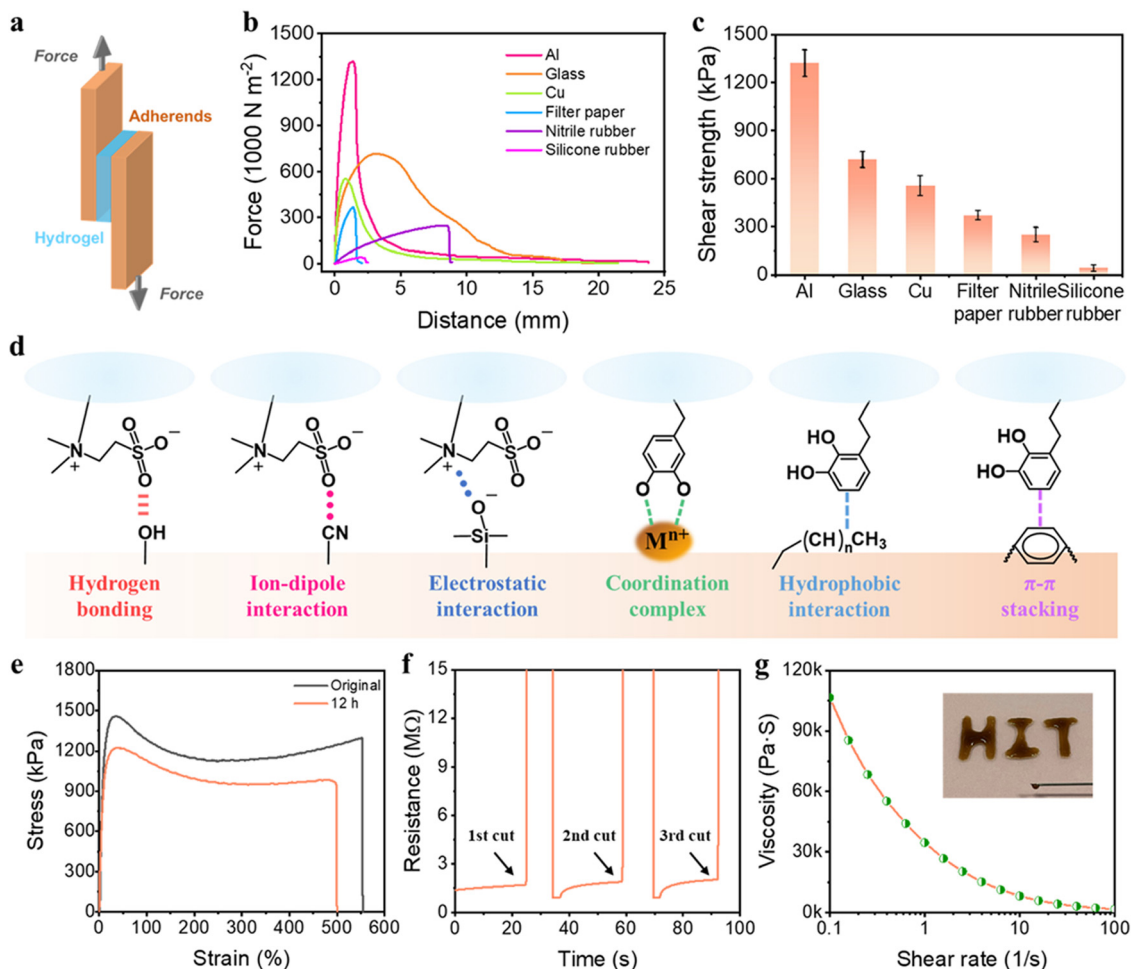 a
Force
Adherends
Hydrogel
Force
b
Force (1000 N m-2)
1500
1200
900
600
300
0
Al
Glass
Cu
Filter paper
Nitrile rubber
Silicone rubber
0 5 10 15 20 25
Distance (mm)
c
Shear strength (kPa)
1500
1200
900
600
300
0
Al Glass Cu Filter Nitrile Silicone
paper rubber rubber
d
N + S O O O −
OH
Hydrogen
bonding
N + S O O O −
CN
Ion-dipole
interaction
N + S O O O −
O −
Si
Electrostatic
interaction
O O
Mn+
Coordination
complex
OH
HO
(CH)nCH3
Hydrophobic
interaction
OH
HO
π-π
stacking
e
Stress (kPa)
1800
1500
1200
900
600
300
0
Original
12 h
0 100 200 300 400 500 600
Strain (%)
f
Resistance (MΩ)
15
12
9
6
3
0
1st cut 2nd cut 3rd cut
0 20 40 60 80 100
Time (s)
g
Viscosity (Pa·S)
120k
90k
60k
30k
0k
HIT
0.1 1 10 100
Shear rate (1/s)